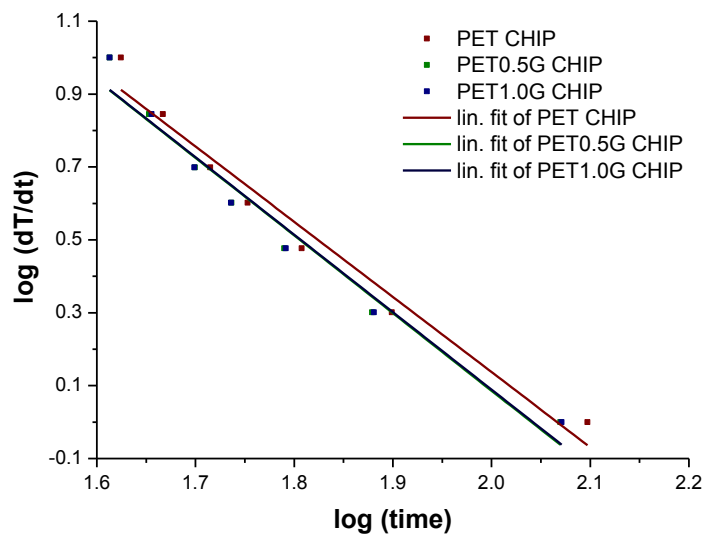 1.1
0.9
0.7
0.5
0.3
0.1
-0.1
log (dT/dt)
PET CHIP
PET0.5G CHIP
PET1.0G CHIP
lin. fit of PET CHIP
lin. fit of PET0.5G CHIP
lin. fit of PET1.0G CHIP
1.6 1.7 1.8 1.9 2.0 2.1 2.2
log (time)